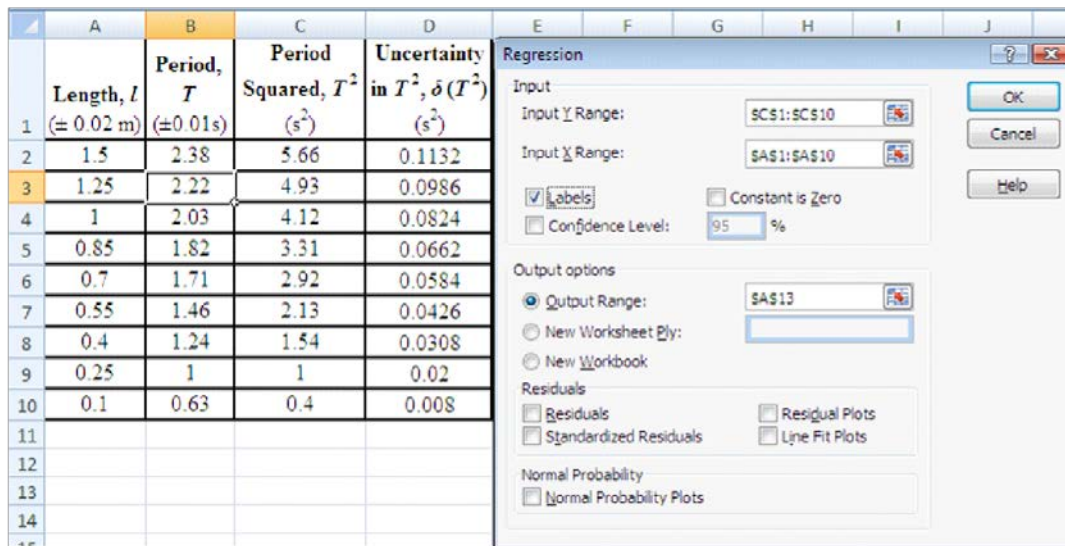 A B C D E F G H I J
1 Length, l (± 0.02 m) Period, T (±0.01s) Period Squared, T² (s²) Uncertainty in T², δ(T²) (s²)
2 1.5 2.38 5.66 0.1132
3 1.25 2.22 4.93 0.0986
4 1 2.03 4.12 0.0824
5 0.85 1.82 3.31 0.0662
6 0.7 1.71 2.92 0.0584
7 0.55 1.46 2.13 0.0426
8 0.4 1.24 1.54 0.0308
9 0.25 1 1 0.02
10 0.1 0.63 0.4 0.008
11
12
13
14
Regression
Input
Input Y Range: $C$1:$C$10
Input X Range: $A$1:$A$10
Labels Constant is Zero
Confidence Level: 95 %
OK
Cancel
Help
Output options
Output Range: $A$13
New Worksheet Ply:
New Workbook
Residuals
Residuals Residual Plots
Standardized Residuals Line Fit Plots
Normal Probability
Normal Probability Plots